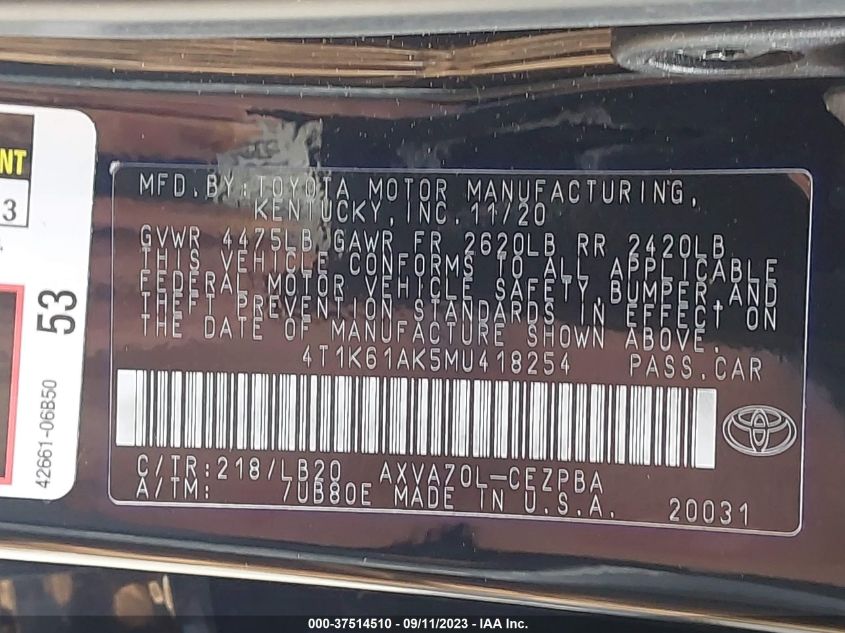 NT
3
53
42661-06B50
MFD.BY:TOYOTA MOTOR MANUFACTURING,
KENTUCKY,INC.11/20
GVWR 4475LB GAWR FR 2620LB RR 2420LB
THIS VEHICLE CONFORMS TO ALL APPLICABLE
FEDERAL MOTOR VEHICLE SAFETY,BUMPER,AND
THEFT PREVENTION STANDARDS IN EFFECT ON
THE DATE OF MANUFACTURE SHOWN ABOVE.
4T1K61AK5MU418254 PASS.CAR
C/TR:218/LB20 AXVA70L-CEZPBA
A/TM: /UB80E MADE IN U.S.A. 20031
000-37514510 - 09/11/2023 - IAA Inc.